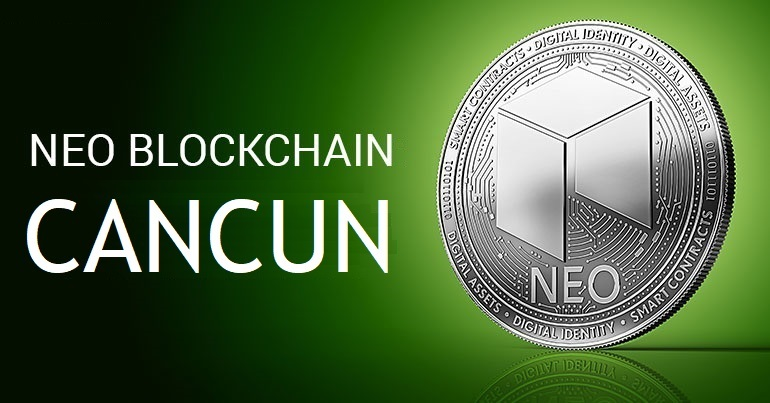 NEO BLOCKCHAIN
CANCUN
SMART CONTRACTS • DIGITAL IDENTITY • DIGITAL ASSETS
DIGITAL ASSETS • DIGITAL IDENTITY • SMART CONTRACTS
NEO